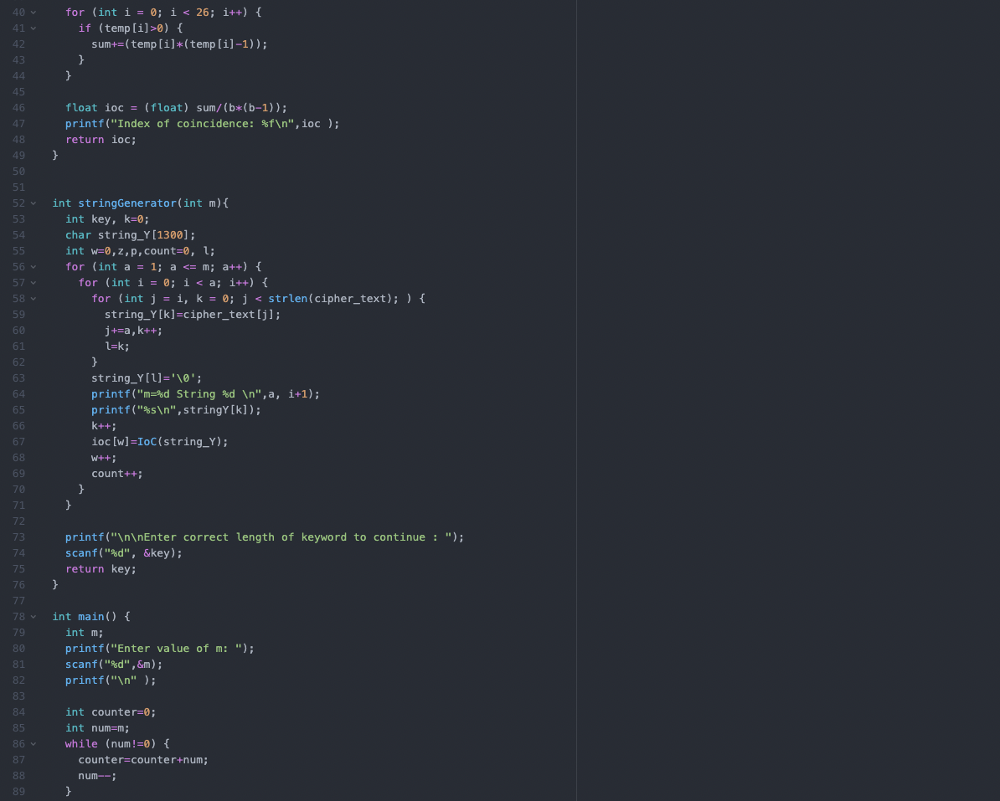 40 for (int i = 0; i < 26; i++) {
41 if (temp[i]>0) {
42 sum+=(temp[i]*(temp[i]-1));
43 }
44 }
45
46 float ioc = (float) sum/(b*(b-1));
47 printf("Index of coincidence: %f\n",ioc );
48 return ioc;
49 }
50
51
52 int stringGenerator(int m){
53 int key, k=0;
54 char string_Y[1300];
55 int w=0,z,p,count=0, l;
56 for (int a = 1; a <= m; a++) {
57 for (int i = 0; i < a; i++) {
58 for (int j = i, k = 0; j < strlen(cipher_text); ) {
59 string_Y[k]=cipher_text[j];
60 j+=a,k++;
61 l=k;
62 }
63 string_Y[l]='\0';
64 printf("m=%d String %d \n",a, i+1);
65 printf("%s\n",stringY[k]);
66 k++;
67 ioc[w]=IoC(string_Y);
68 w++;
69 count++;
70 }
71 }
72
73 printf("\n\nEnter correct length of keyword to continue : ");
74 scanf("%d", &key);
75 return key;
76 }
77
78 int main() {
79 int m;
80 printf("Enter value of m: ");
81 scanf("%d",&m);
82 printf("\n" );
83
84 int counter=0;
85 int num=m;
86 while (num!=0) {
87 counter=counter+num;
88 num--;
89 }